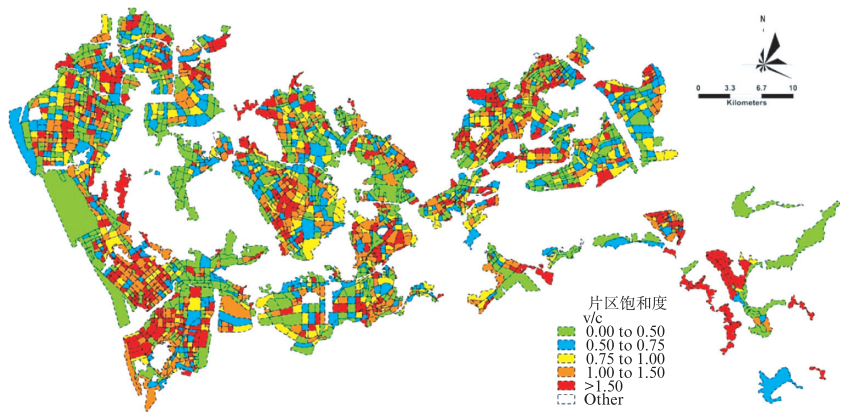 N
0 3.3 6.7 10
Kilometers
片区饱和度
v/c
0.00 to 0.50
0.50 to 0.75
0.75 to 1.00
1.00 to 1.50
>1.50
Other